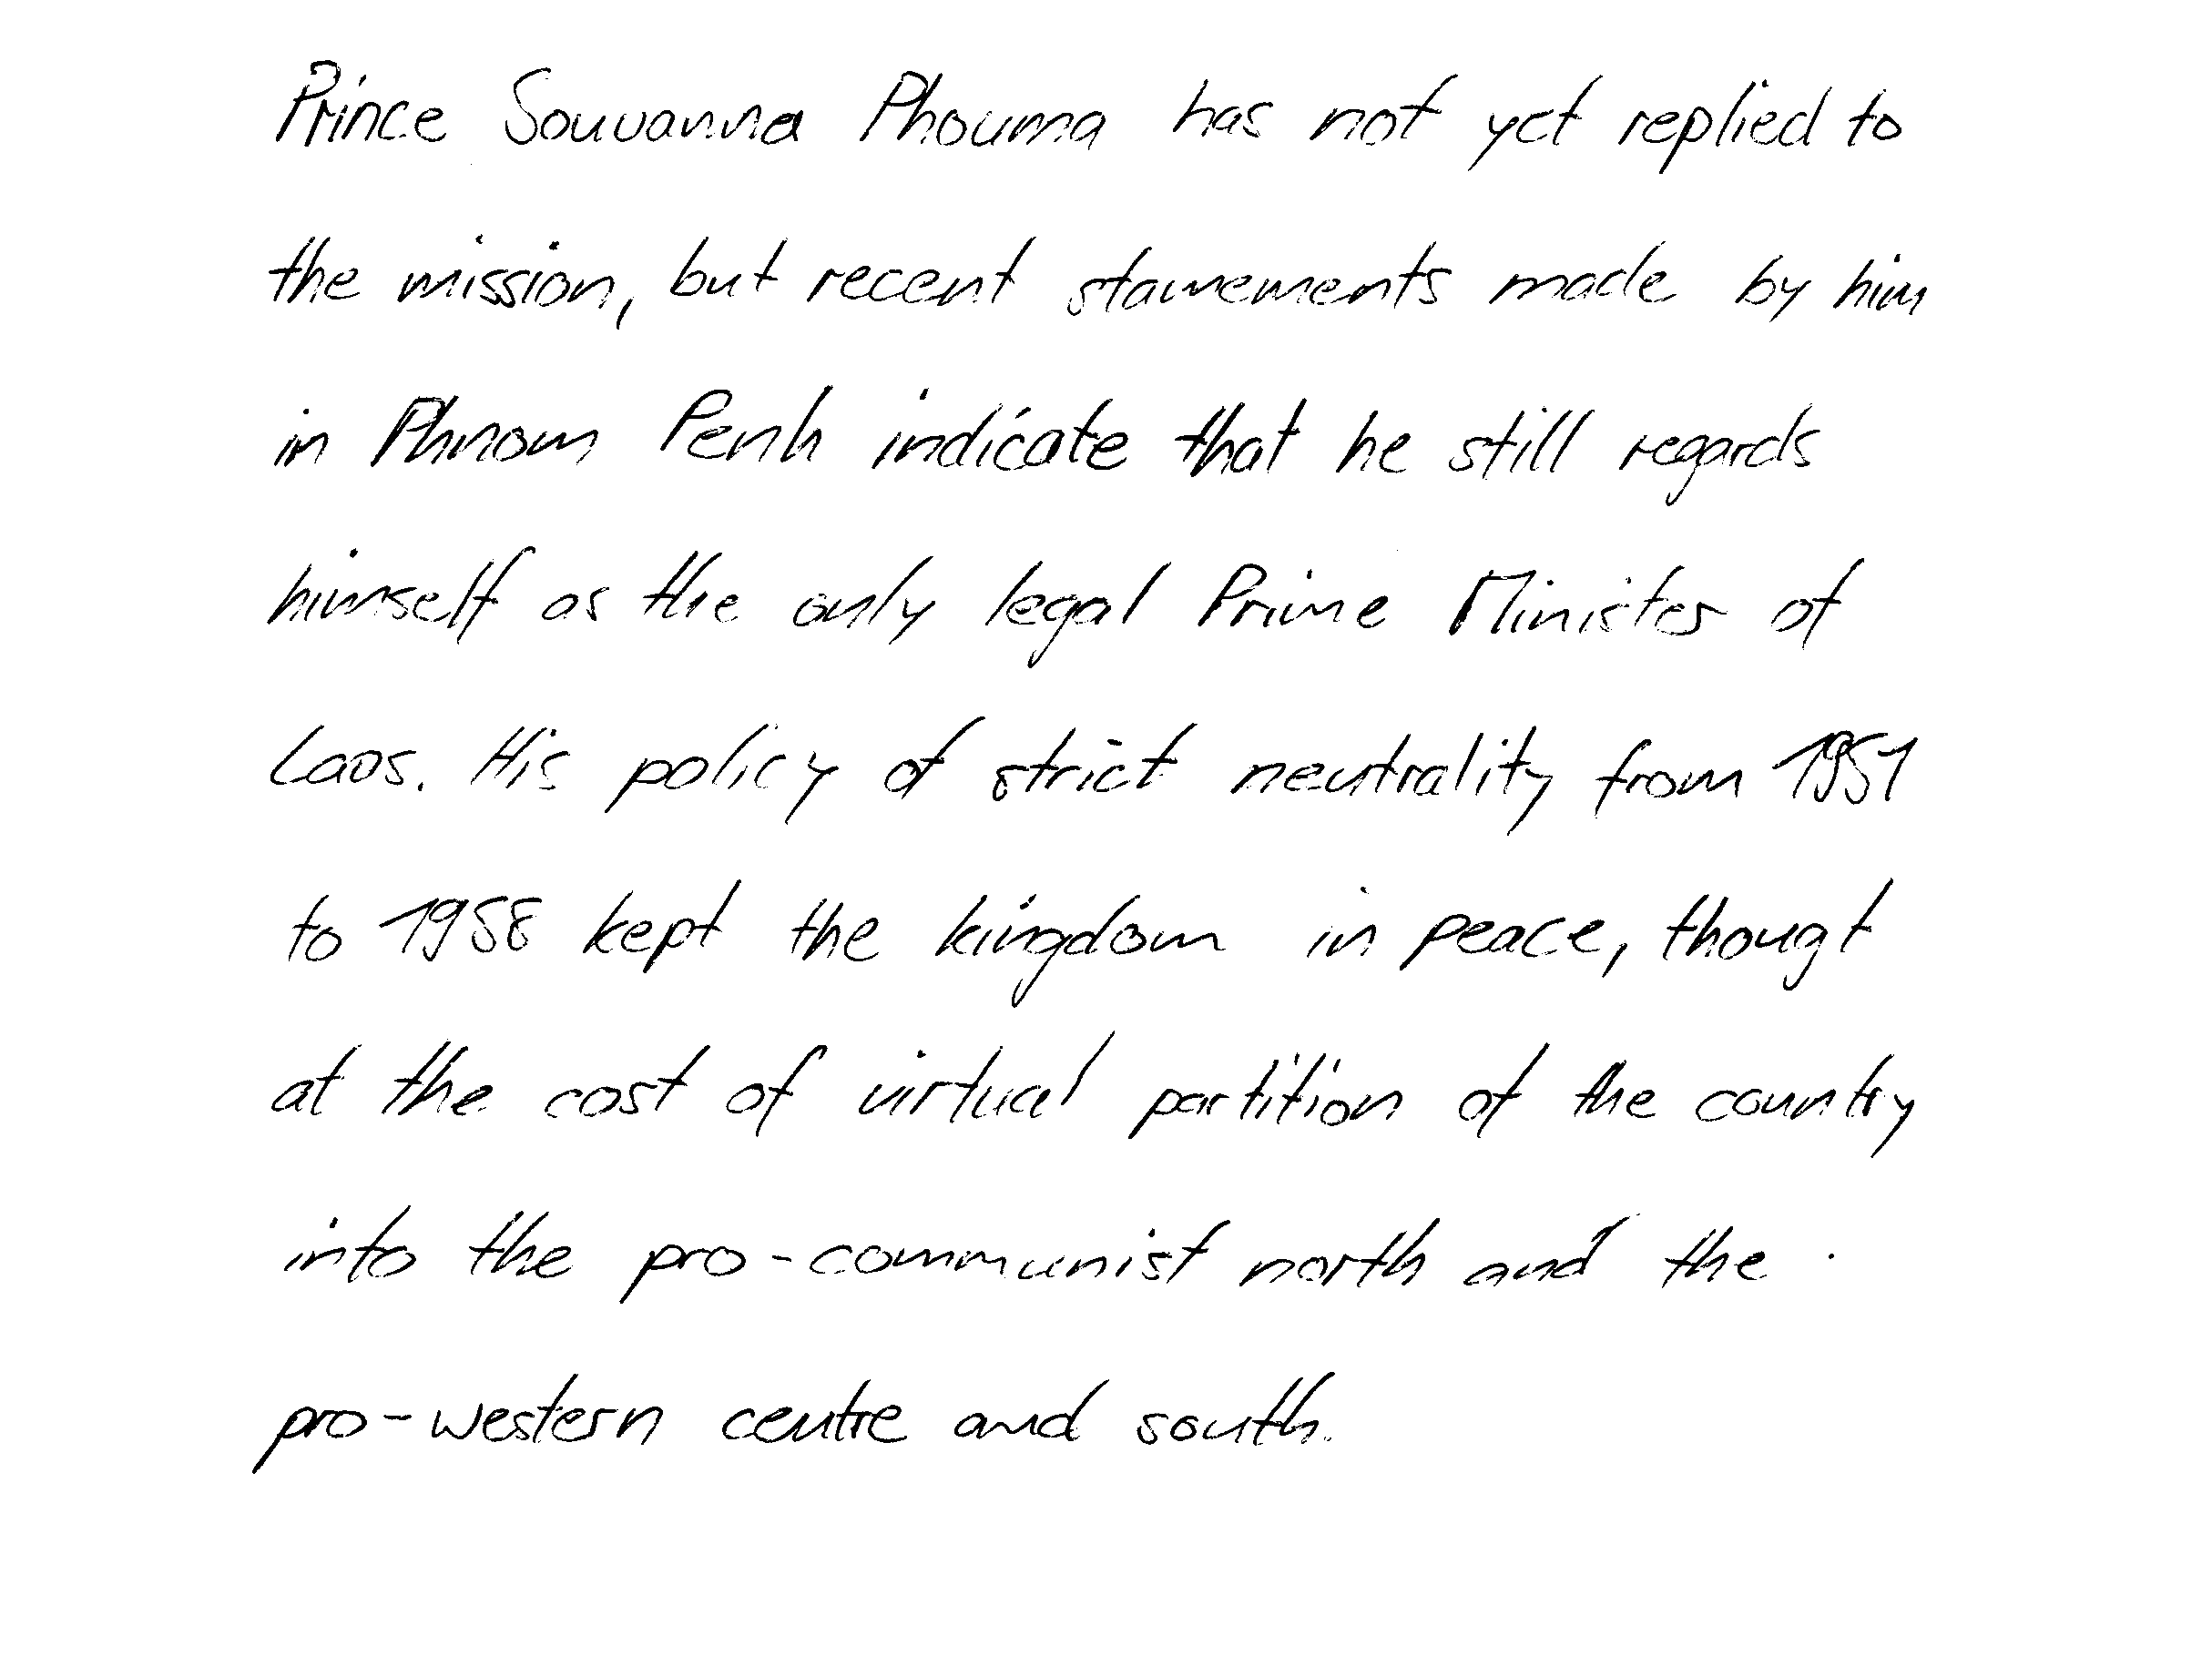 Prince Souvanna Phouma has not yet replied to
the mission, but recent stawements made by him
in Phnom Penh indicate that he still regards
himself as the only legal Prime Minister of
Laos. His policy of strict neutrality from 1951
to 1958 kept the kingdom in peace, thougt
at the cost of virtual partition of the country
into the pro-communist north and the
pro-western centre and south.